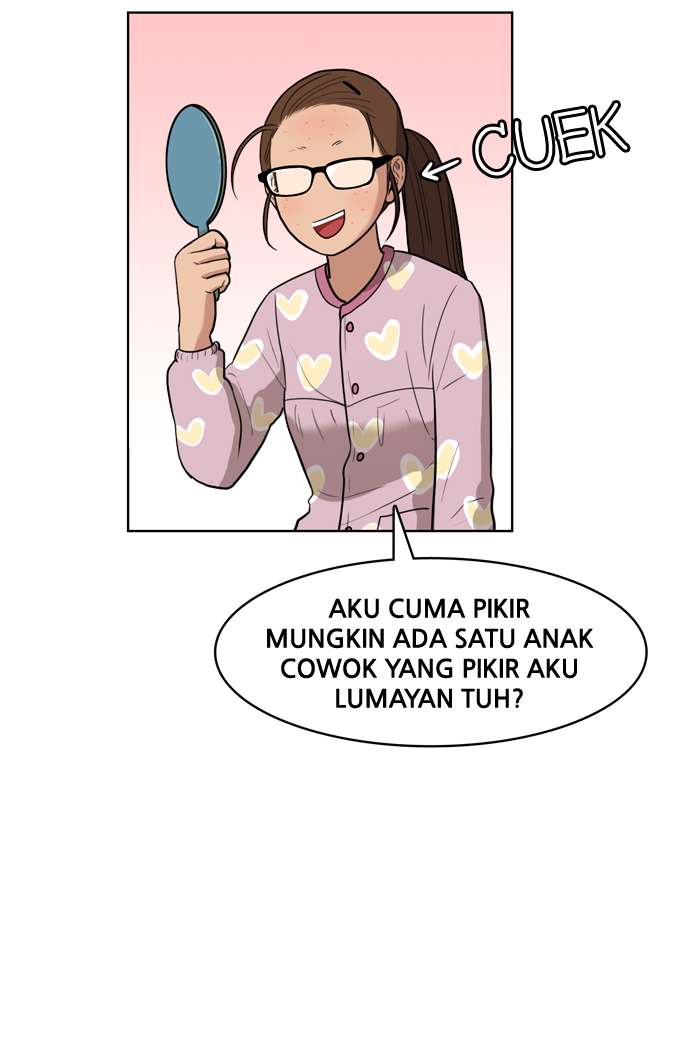 CUEK
AKU CUMA PIKIR
MUNGKIN ADA SATU ANAK
COWOK YANG PIKIR AKU
LUMAYAN TUH?